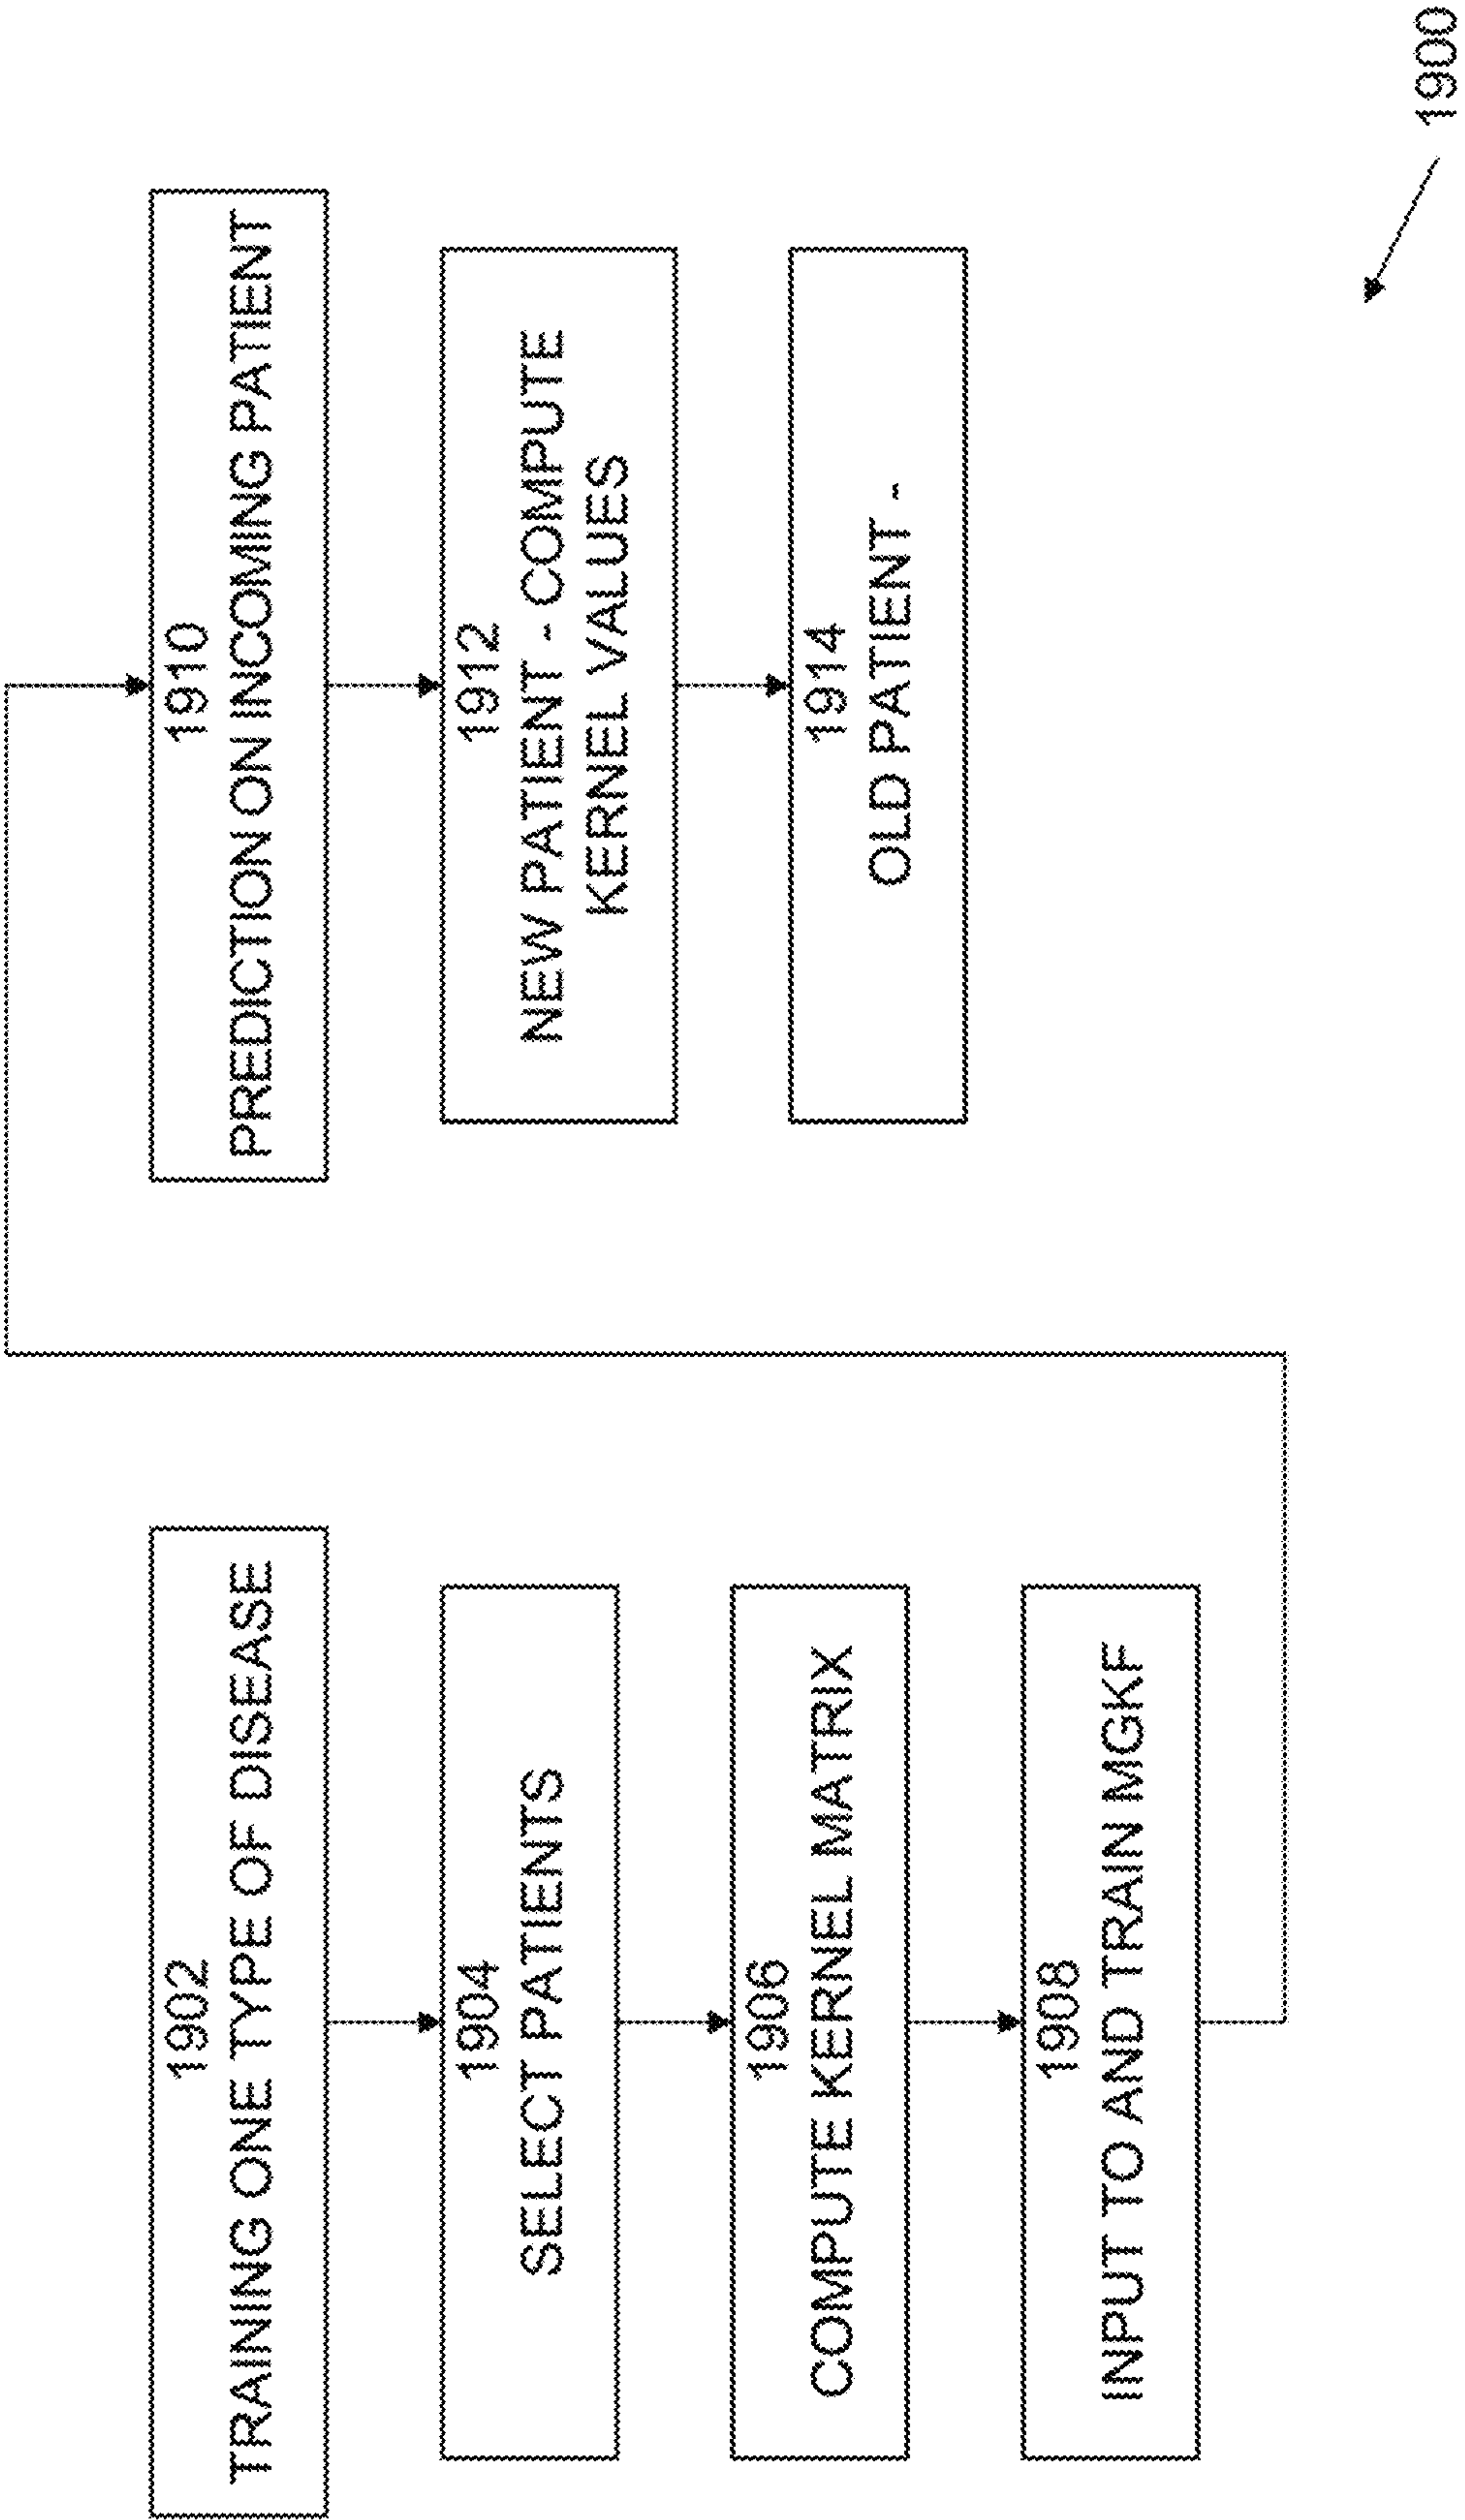 1902
TRAINING ONE TYPE OF DISEASE
1904
SELECT PATIENTS
1906
COMPUTE KERNEL MATRIX
1908
INPUT TO AND TRAIN MGKF
1910
PREDICTION ON INCOMING PATIENT
1912
NEW PATIENT - COMPUTE
KERNEL VALUES
1914
OLD PATIENT -
1900